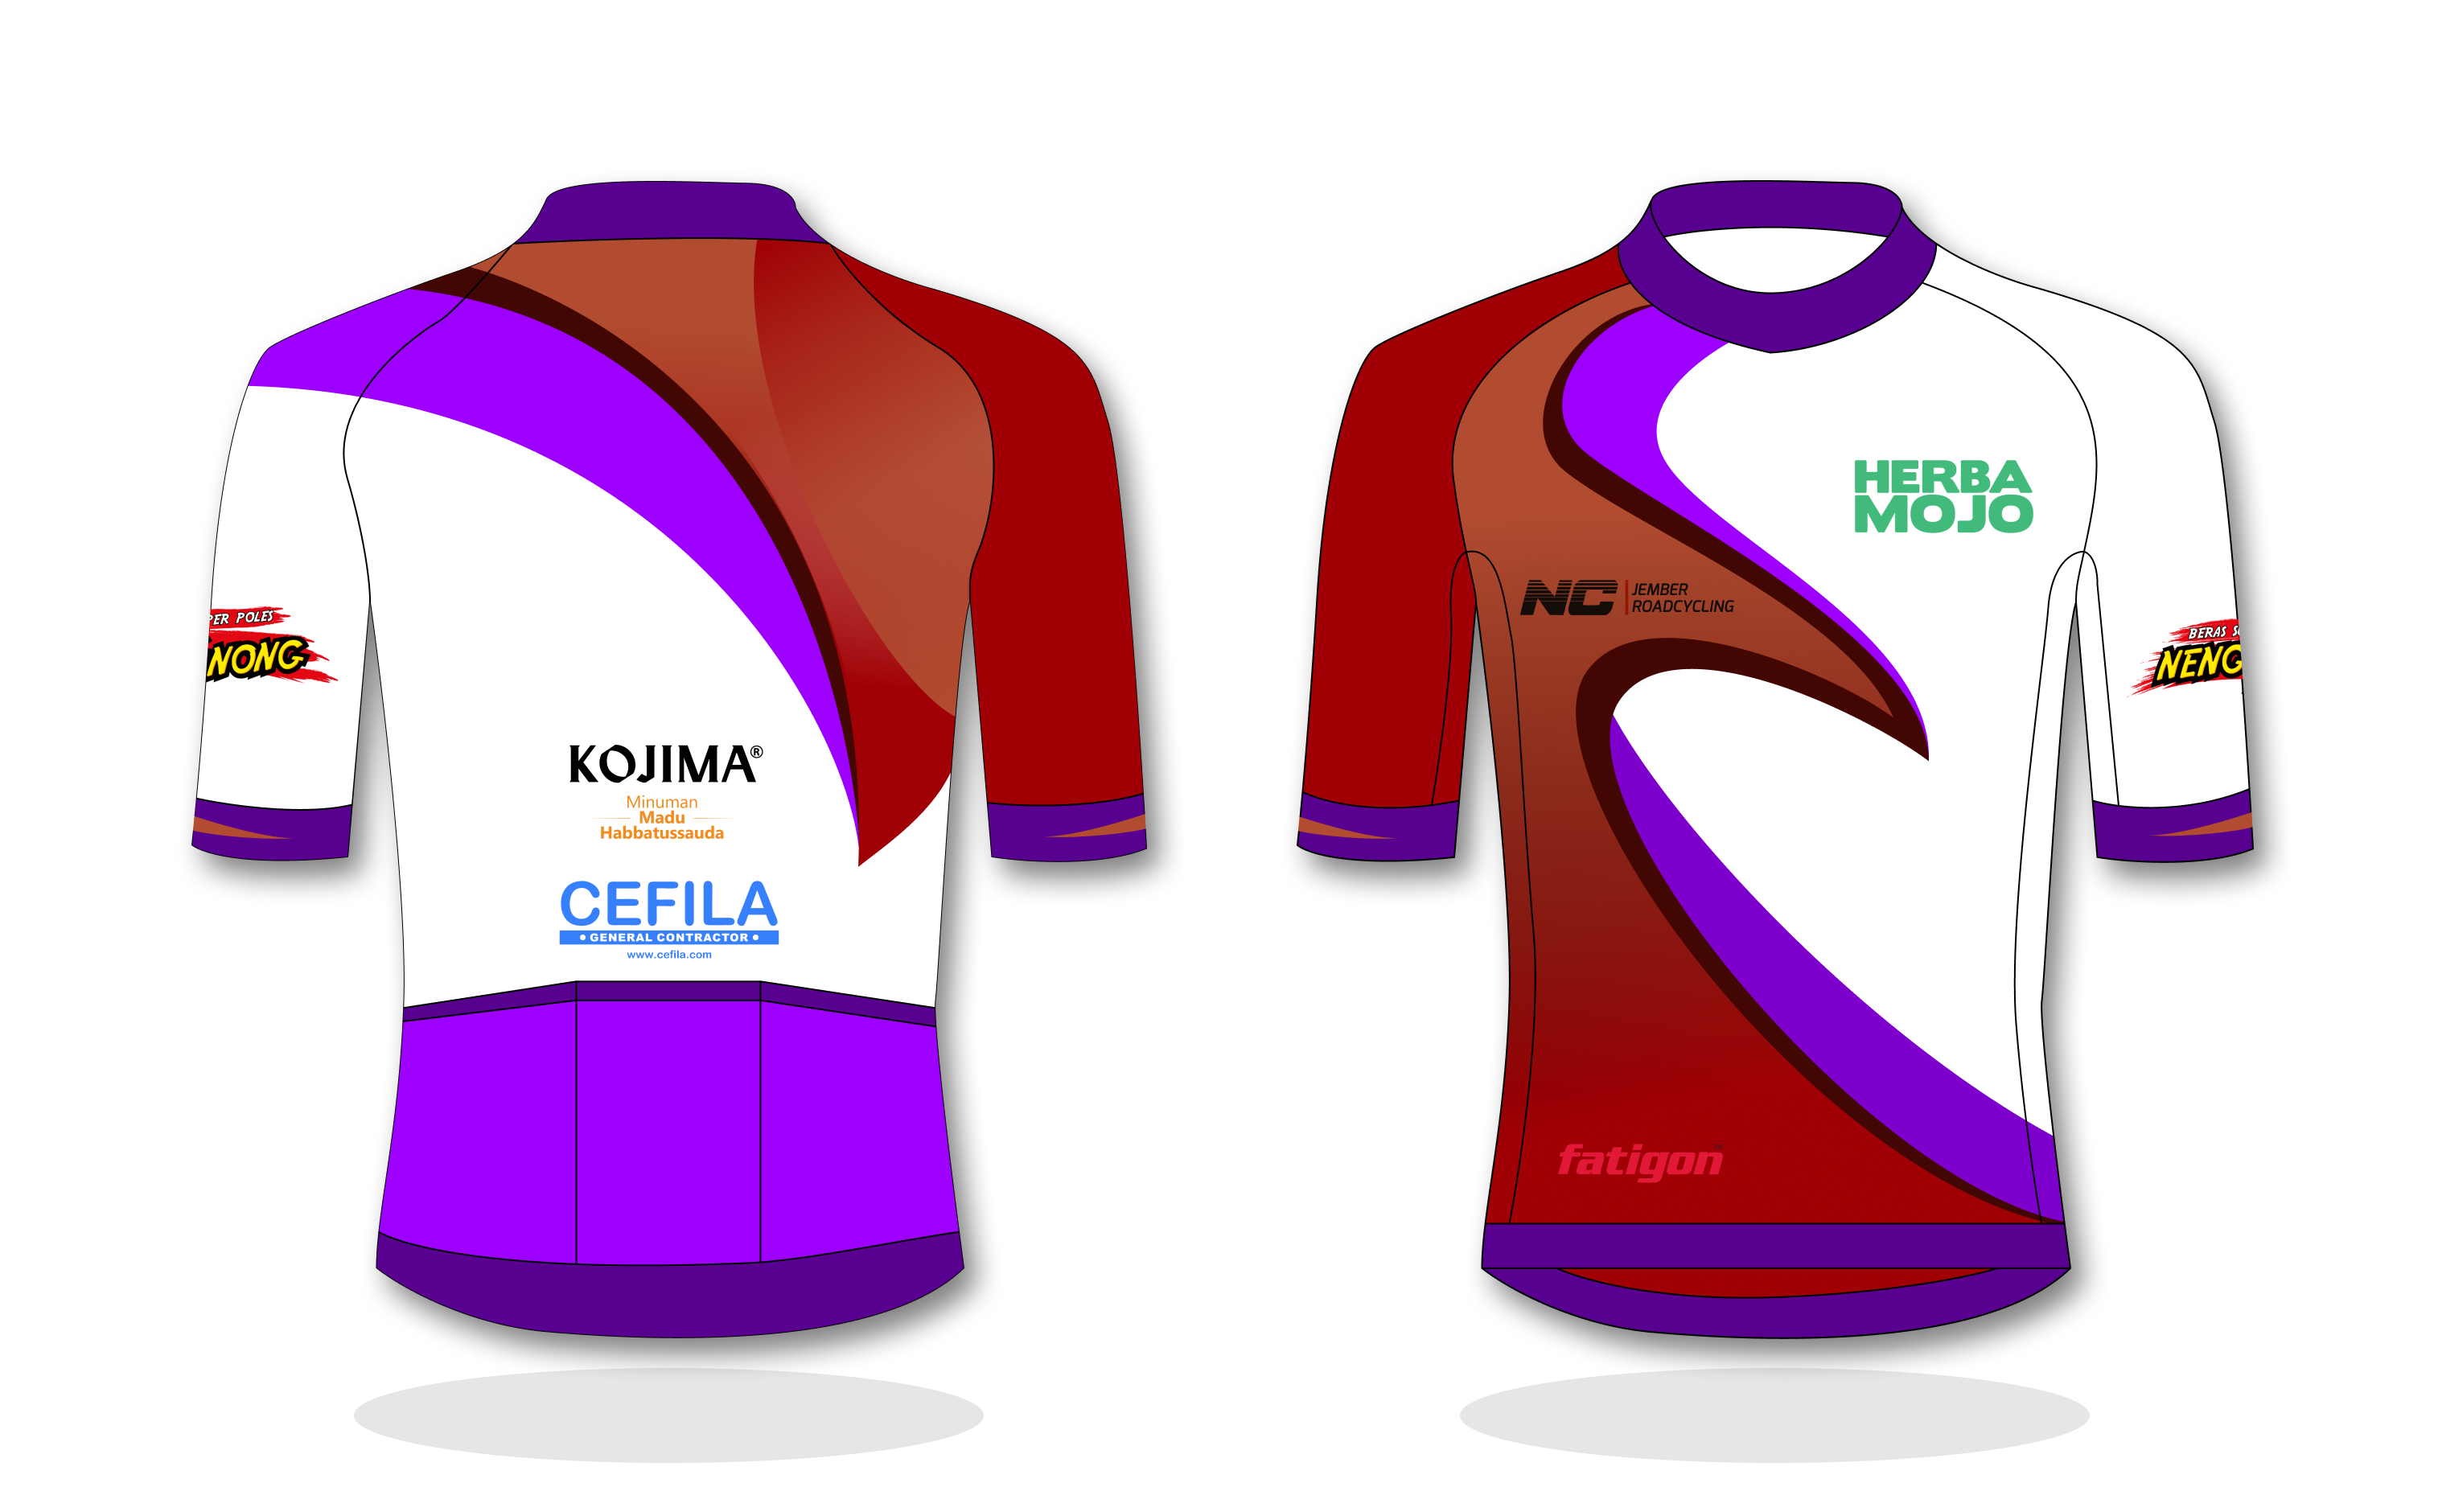 PER POLES
NONG
KOJIMA®
Minuman
Madu
Habbatussauda
CEFILA
• GENERAL CONTRACTOR •
www.cefila.com
HERBA
MOJO
NC | JEMBER
ROADCYCLING
BERAS
NENG
fatigon